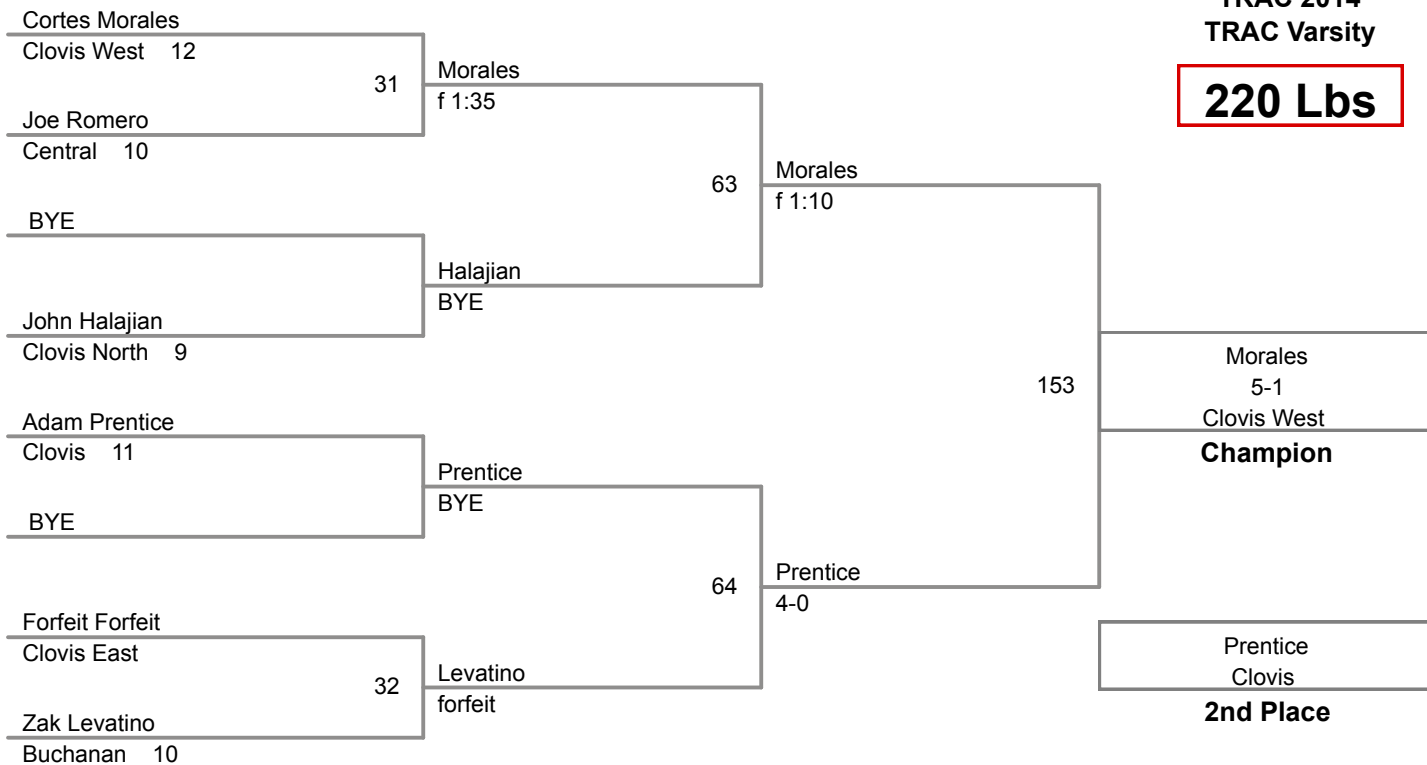 TRAC 2014
TRAC Varsity
220 Lbs
Cortes Morales
Clovis West 12
31
Morales
f 1:35
Joe Romero
Central 10
63
Morales
f 1:10
BYE
Halajian
BYE
John Halajian
Clovis North 9
153
Morales
5-1
Clovis West
Champion
Adam Prentice
Clovis 11
Prentice
BYE
BYE
64
Prentice
4-0
Forfeit Forfeit
Clovis East
32
Levatino
forfeit
Zak Levatino
Buchanan 10
Prentice
Clovis
2nd Place